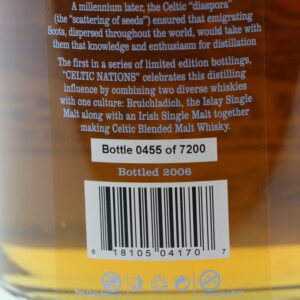 A millennium later, the Celtic "diaspora"
(the "scattering of seeds") ensured that emigrating
Scots, dispersed throughout the world, would take with
them that knowledge and enthusiasm for distillation
The first in a series of limited edition bottlings,
"CELTIC NATIONS" celebrates this distilling
influence by combining two diverse whiskies
with one culture: Bruichladich, the Islay Single
Malt along with an Irish Single Malt together
making Celtic Blended Malt Whisky.
Bottle 0455 of 7200
Bottled 2006
6 18105 04170 7